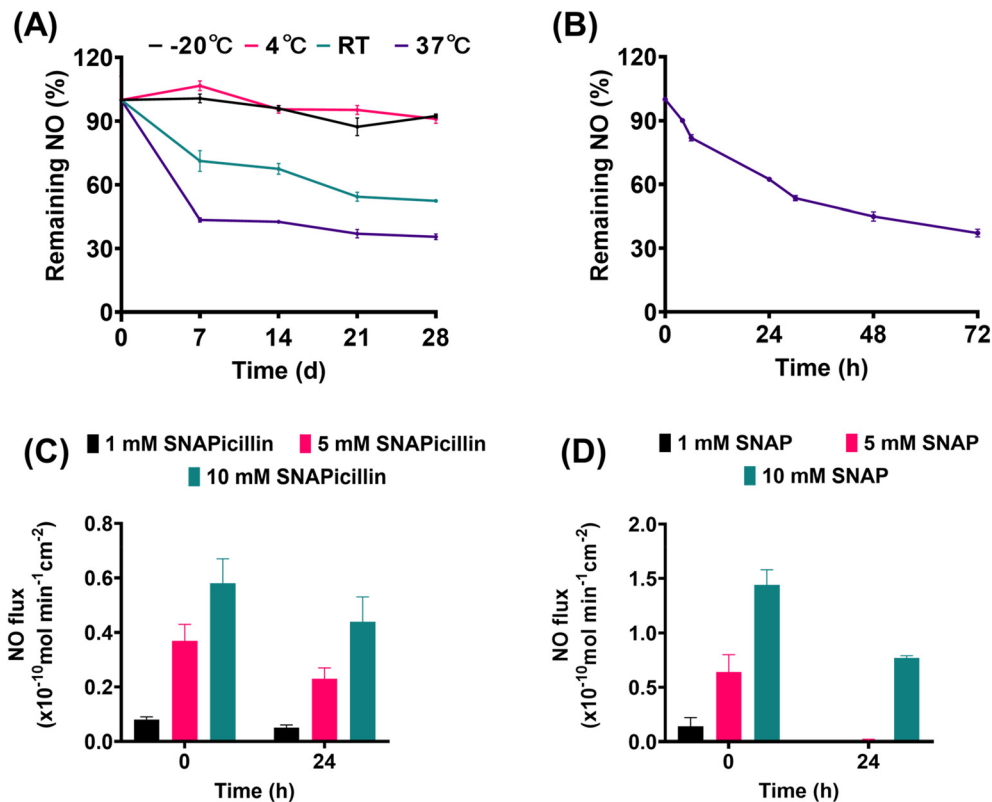 (A)
-20°C 4°C RT 37°C
Remaining NO (%)
120
90
60
30
0
0 7 14 21 28
Time (d)
(B)
Remaining NO (%)
120
90
60
30
0
0 24 48 72
Time (h)
(C)
1 mM SNAPicillin 5 mM SNAPicillin
10 mM SNAPicillin
NO flux
(x10⁻¹⁰mol min⁻¹cm⁻²)
0.8
0.6
0.4
0.2
0.0
0 24
Time (h)
(D)
1 mM SNAP 5 mM SNAP
10 mM SNAP
NO flux
(x10⁻¹⁰mol min⁻¹cm⁻²)
2.0
1.5
1.0
0.5
0.0
0 24
Time (h)